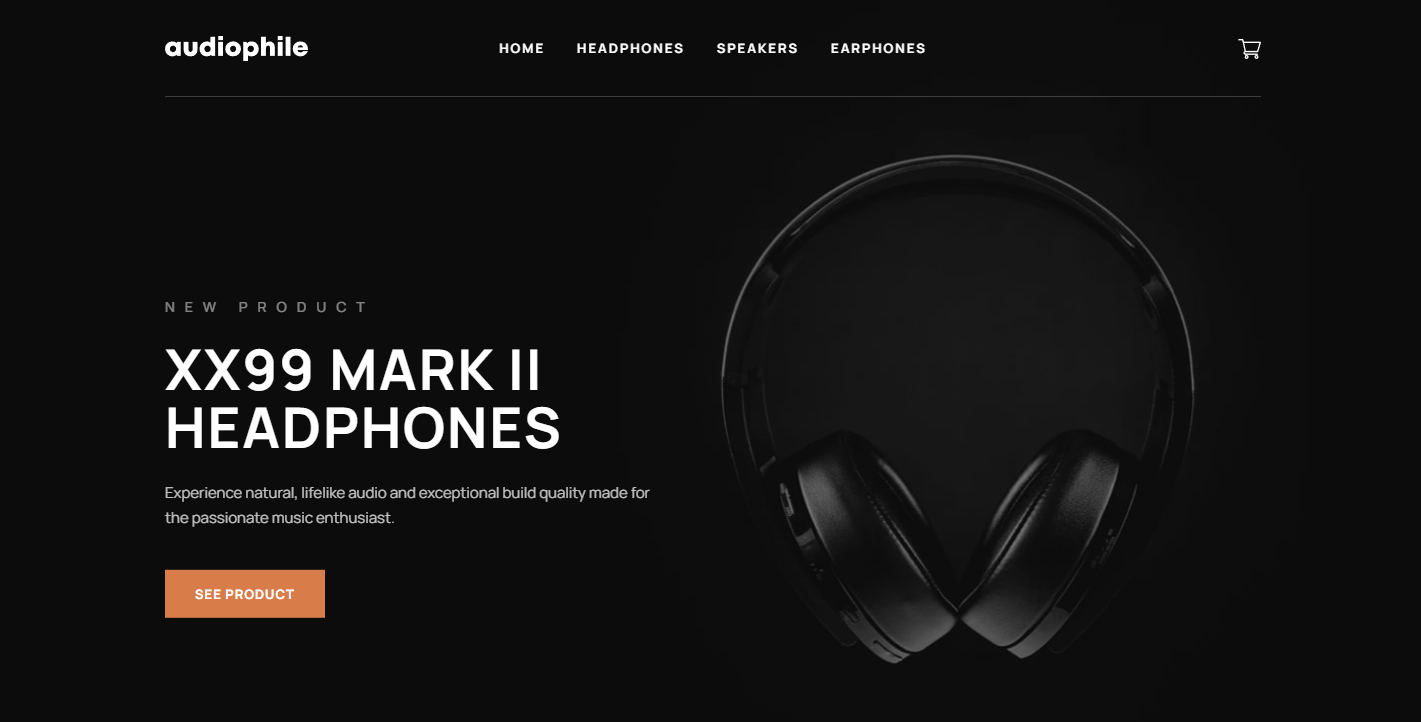 audiophile
HOME HEADPHONES SPEAKERS EARPHONES
NEW PRODUCT
XX99 MARK II
HEADPHONES
Experience natural, lifelike audio and exceptional build quality made for
the passionate music enthusiast.
SEE PRODUCT